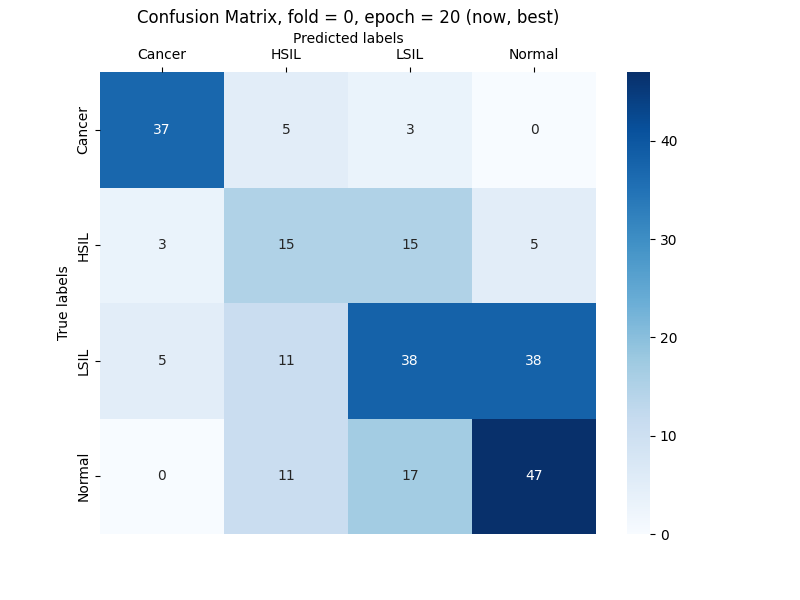 Confusion Matrix, fold = 0, epoch = 20 (now, best)
Predicted labels
Cancer HSIL LSIL Normal
True labels
Cancer 37 5 3 0
HSIL 3 15 15 5
LSIL 5 11 38 38
Normal 0 11 17 47
40
30
20
10
0